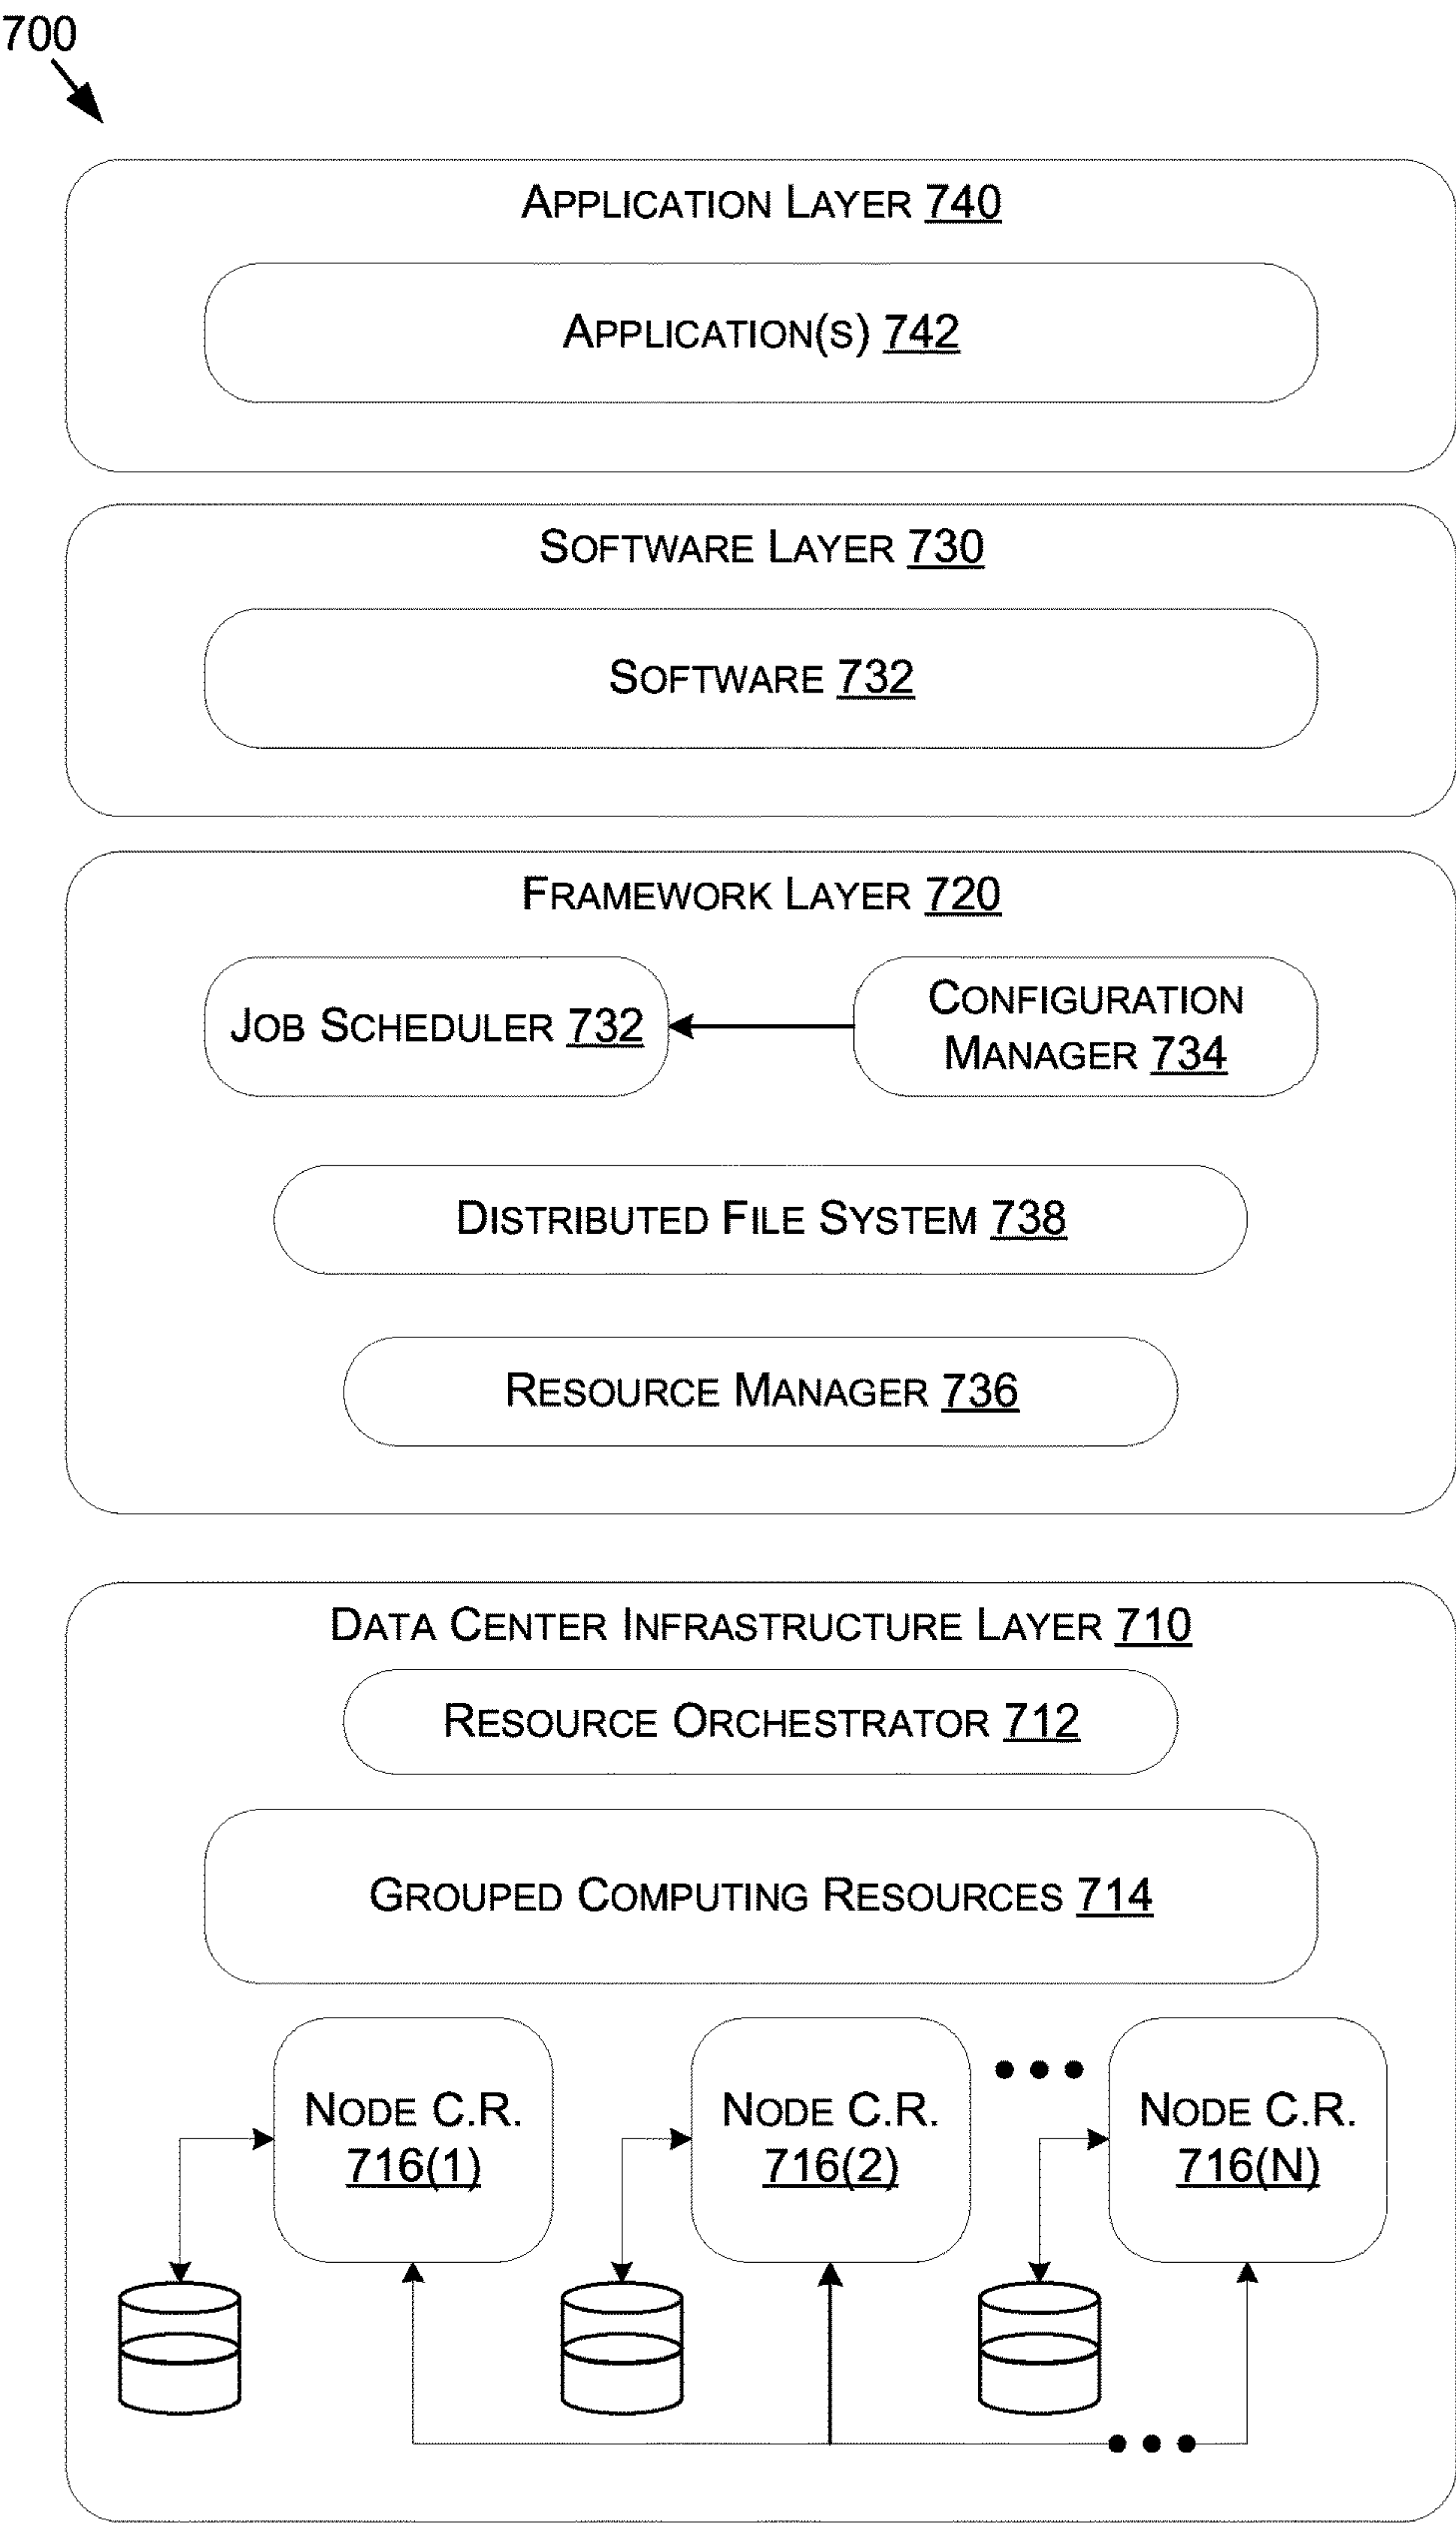 700
APPLICATION LAYER 740
APPLICATION(S) 742
SOFTWARE LAYER 730
SOFTWARE 732
FRAMEWORK LAYER 720
JOB SCHEDULER 732
CONFIGURATION
MANAGER 734
DISTRIBUTED FILE SYSTEM 738
RESOURCE MANAGER 736
DATA CENTER INFRASTRUCTURE LAYER 710
RESOURCE ORCHESTRATOR 712
GROUPED COMPUTING RESOURCES 714
NODE C.R.
716(1)
NODE C.R.
716(2)
NODE C.R.
716(N)